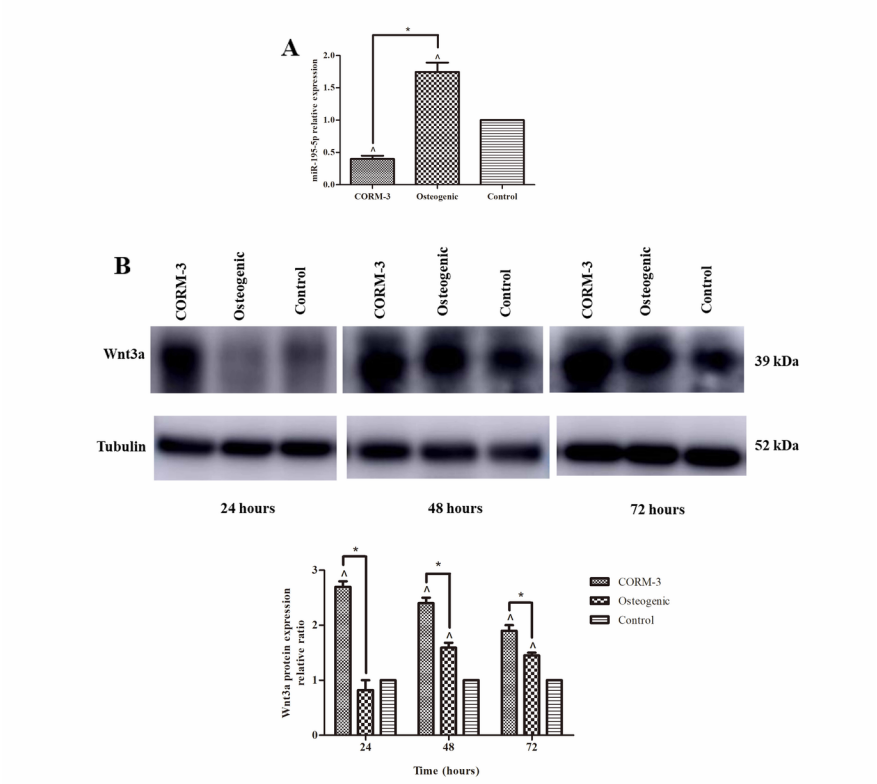 A
*
^
^
2.0
1.5
1.0
0.5
0.0
miR-195-5p relative expression
CORM-3 Osteogenic Control
B
CORM-3 Osteogenic Control CORM-3 Osteogenic Control CORM-3 Osteogenic Control
Wnt3a
39 kDa
Tubulin
52 kDa
24 hours 48 hours 72 hours
* * *
^ ^ ^ ^ ^
3
2
1
0
Wnt3a protein expression
relative ratio
24 48 72
Time (hours)
CORM-3
Osteogenic
Control